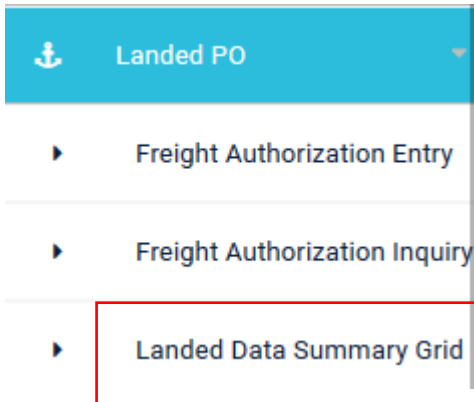 Landed PO
Freight Authorization Entry
Freight Authorization Inquiry
Landed Data Summary Grid